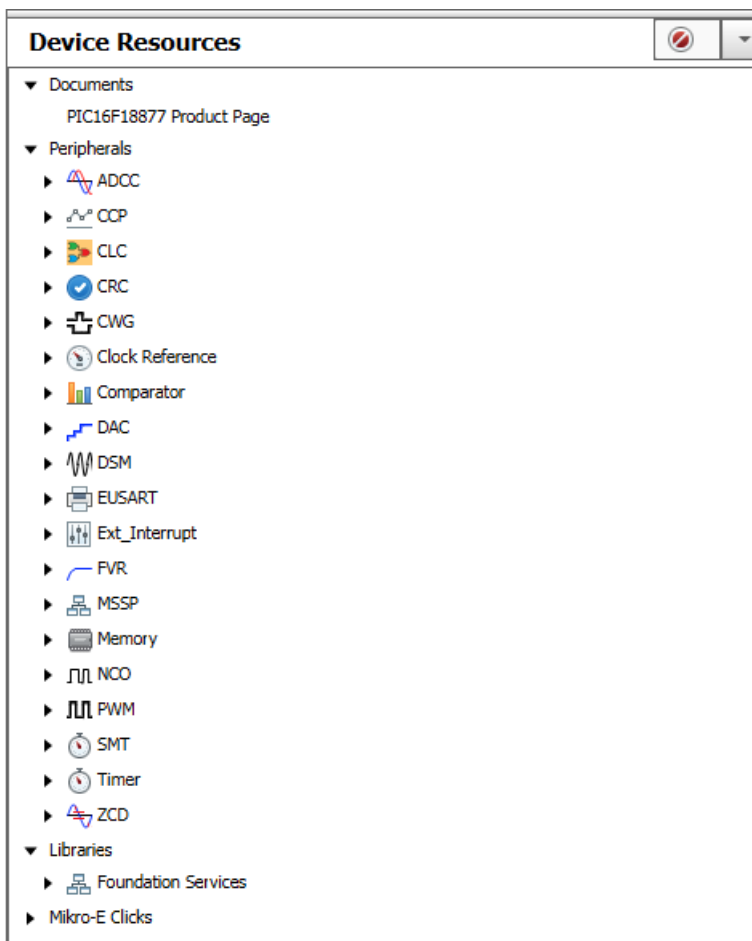 Device Resources
Documents
PIC16F18877 Product Page
Peripherals
ADCC
CCP
CLC
CRC
CWG
Clock Reference
Comparator
DAC
DSM
EUSART
Ext_Interrupt
FVR
MSSP
Memory
NCO
PWM
SMT
Timer
ZCD
Libraries
Foundation Services
Mikro-E Clicks